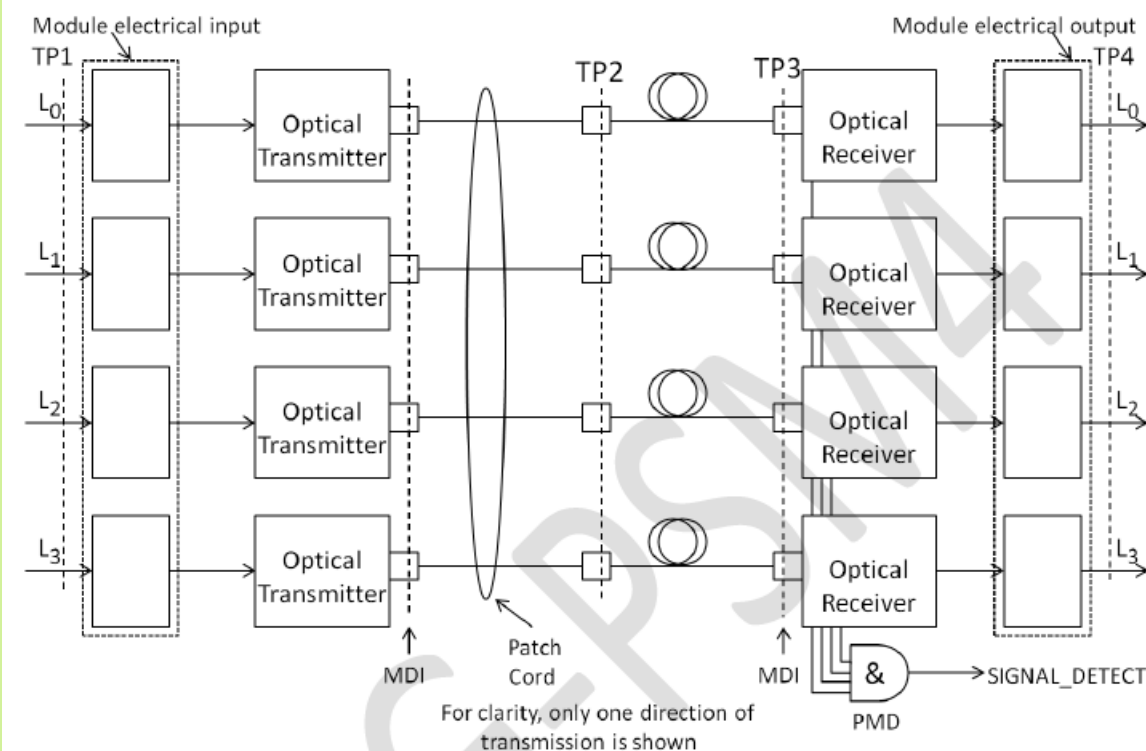 Module electrical input
Module electrical output
TP1
TP2
TP3
TP4
L0
Optical
Transmitter
Optical
Receiver
L0
L1
Optical
Transmitter
Optical
Receiver
L1
L2
Optical
Transmitter
Optical
Receiver
L2
L3
Optical
Transmitter
Optical
Receiver
L3
MDI
Patch
Cord
MDI
&
SIGNAL_DETECT
PMD
For clarity, only one direction of
transmission is shown
G-PSM4